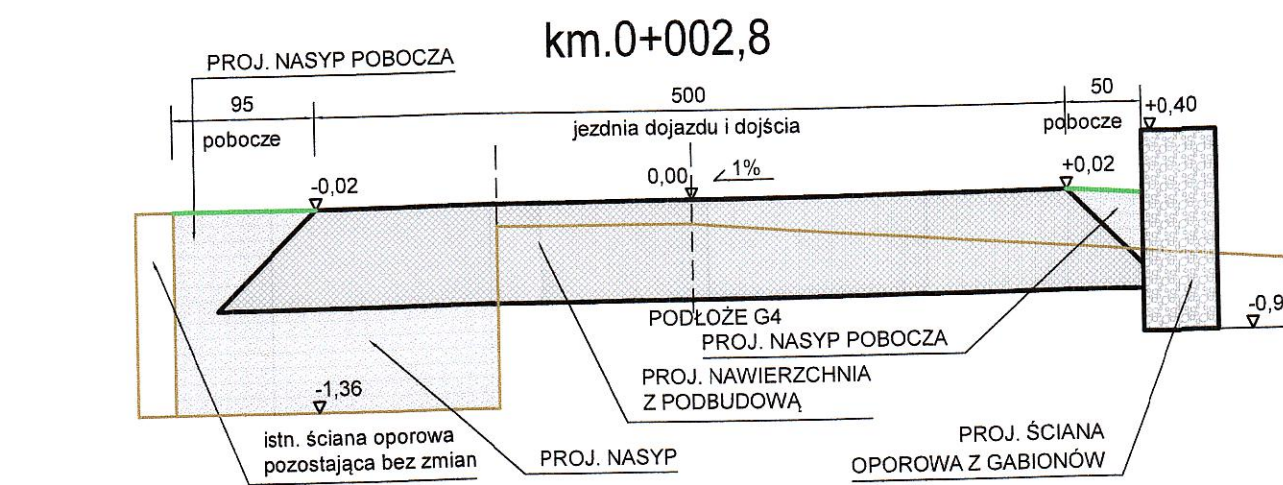 km.0+002,8
PROJ. NASYP POBOCZA
95
500
50
+0,40
pobocze
jezdnia dojazdu i dojścia
pobocze
-0,02
0,00
1%
+0,02
PODŁOŻE G4
PROJ. NASYP POBOCZA
-0,9
PROJ. NAWIERZCHNIA
Z PODBUDOWĄ
-1,36
istn. ściana oporowa
pozostająca bez zmian
PROJ. NASYP
PROJ. ŚCIANA
OPOROWA Z GABIONÓW